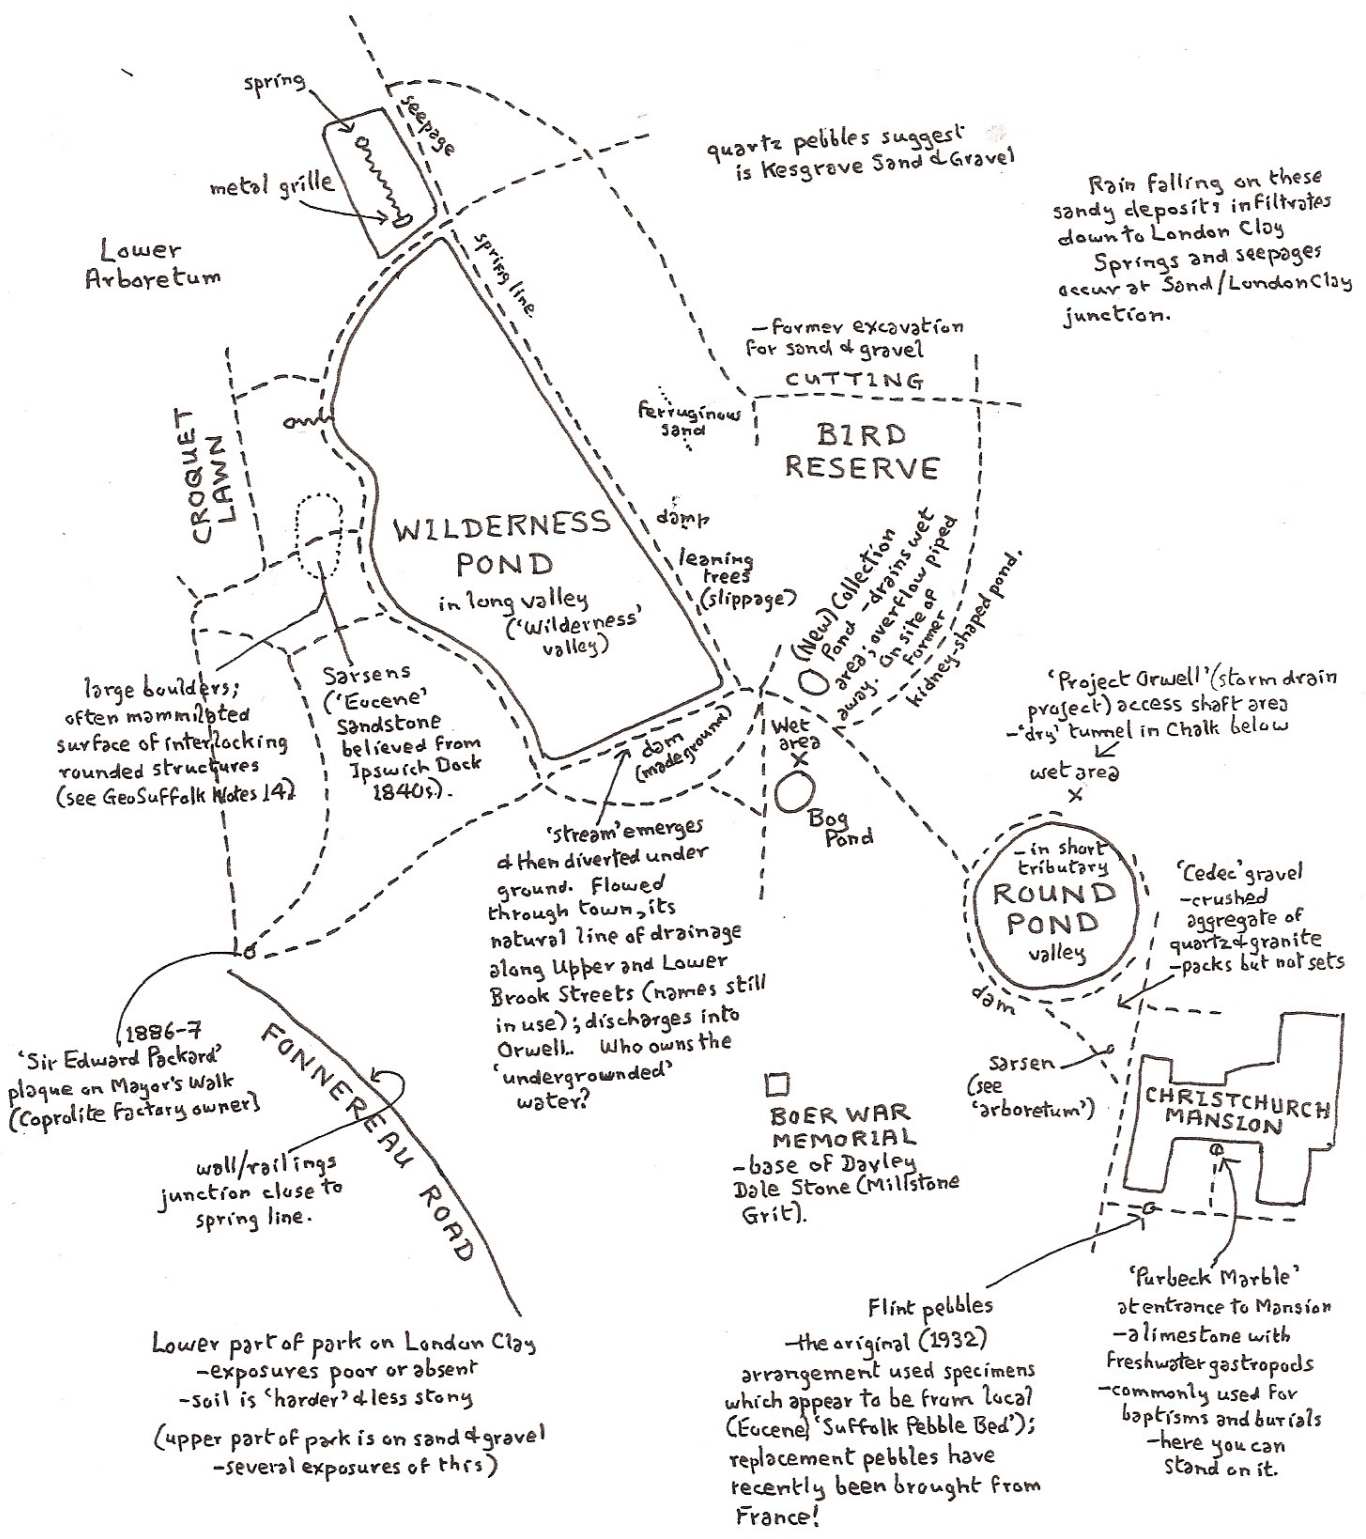 spring
seepage
metal grille
quartz pebbles suggest
is Kesgrave Sand & Gravel
Rain falling on these
sandy deposits infiltrates
down to London Clay
Springs and seepages
occur at Sand/London Clay
junction.
Lower
Arboretum
spring line.
-former excavation
for sand & gravel
CUTTING
ferruginous
sand
BIRD
RESERVE
CROQUET
LAWN
WILDERNESS
POND
in long valley
('Wilderness'
valley)
damp
leaning
trees
(slippage)
(New) Collection
Pond -drains wet
area; overflow piped
away. On site of
former
kidney-shaped pond.
large boulders;
often mammilated
surface of interlocking
rounded structures
(see GeoSuffolk Notes 14)
Sarsens
('Eocene'
Sandstone
believed from
Ipswich Dock
1840s).
dam
(made ground)
Wet
area
x
Bog
Pond
'Project Orwell' (storm drain
project) access shaft area
-'dry' tunnel in Chalk below
wet area
x
-in short
tributary
ROUND
POND
valley
dam
'Cedec' gravel
-crushed
aggregate of
quartz & granite
-packs but not sets
'stream' emerges
& then diverted under
ground. Flowed
through town, its
natural line of drainage
along Upper and Lower
Brook Streets (names still
in use); discharges into
Orwell.. Who owns the
'undergrounded'
water?
1886-7
'Sir Edward Packard'
plaque on Mayor's Walk
(Coprolite Factory owner)
FONNEREAU ROAD
wall/railings
junction close to
spring line.
BOER WAR
MEMORIAL
-base of Darley
Dale Stone (Millstone
Grit).
Sarsen
(see
'arboretum')
CHRISTCHURCH
MANSION
Lower part of park on London Clay
-exposures poor or absent
-soil is 'harder' & less stony
(upper part of park is on sand & gravel
-several exposures of this)
Flint pebbles
-the original (1932)
arrangement used specimens
which appear to be from local
(Eocene) 'Suffolk Pebble Bed');
replacement pebbles have
recently been brought from
France!
'Purbeck Marble'
at entrance to Mansion
-a limestone with
freshwater gastropods
-commonly used for
baptisms and burials
-here you can
stand on it.